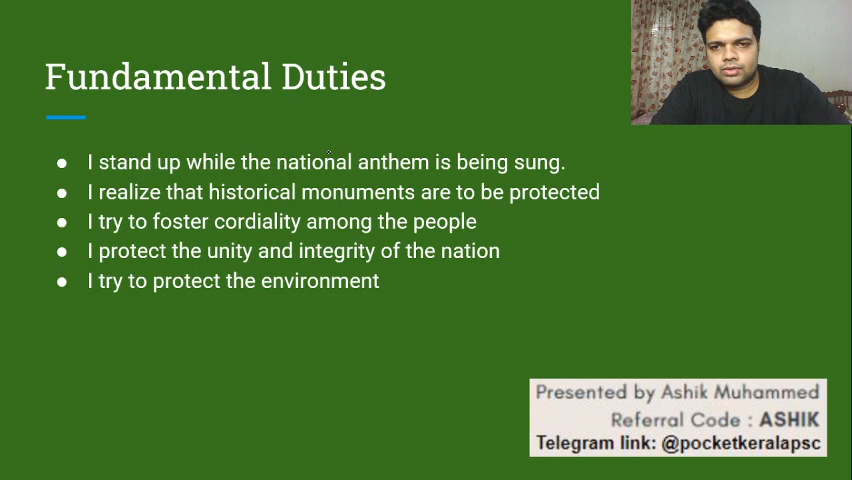 Fundamental Duties
● I stand up while the national anthem is being sung.
● I realize that historical monuments are to be protected
● I try to foster cordiality among the people
● I protect the unity and integrity of the nation
● I try to protect the environment
Presented by Ashik Muhammed
Referral Code : ASHIK
Telegram link: @pocketkeralapsc